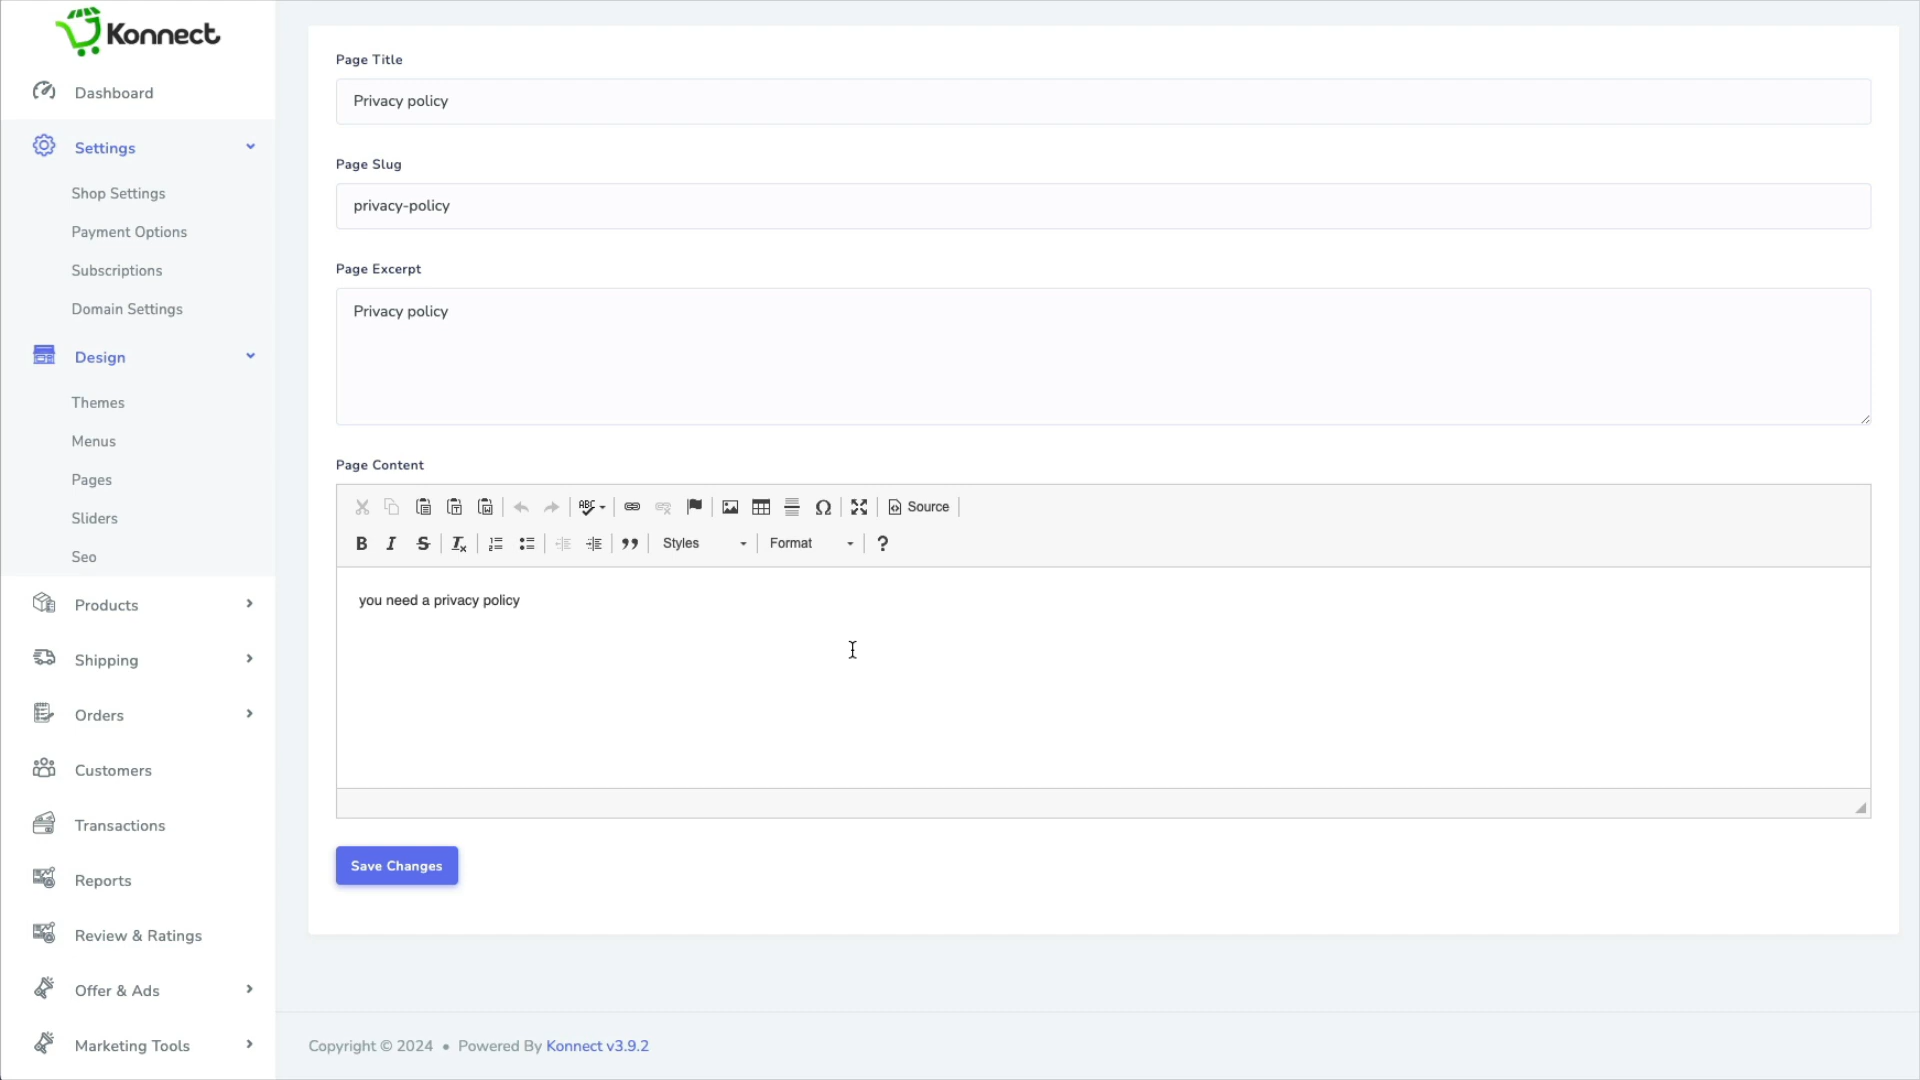 Konnect
Dashboard
Settings
Shop Settings
Payment Options
Subscriptions
Domain Settings
Design
Themes
Menus
Pages
Sliders
Seo
Products
Shipping
Orders
Customers
Transactions
Reports
Review & Ratings
Offer & Ads
Marketing Tools
Page Title
Privacy policy
Page Slug
privacy-policy
Page Excerpt
Privacy policy
Page Content
ABC Ω Source
B I S Tx Styles Format ?
you need a privacy policy
Save Changes
Copyright © 2024 • Powered By Konnect v3.9.2